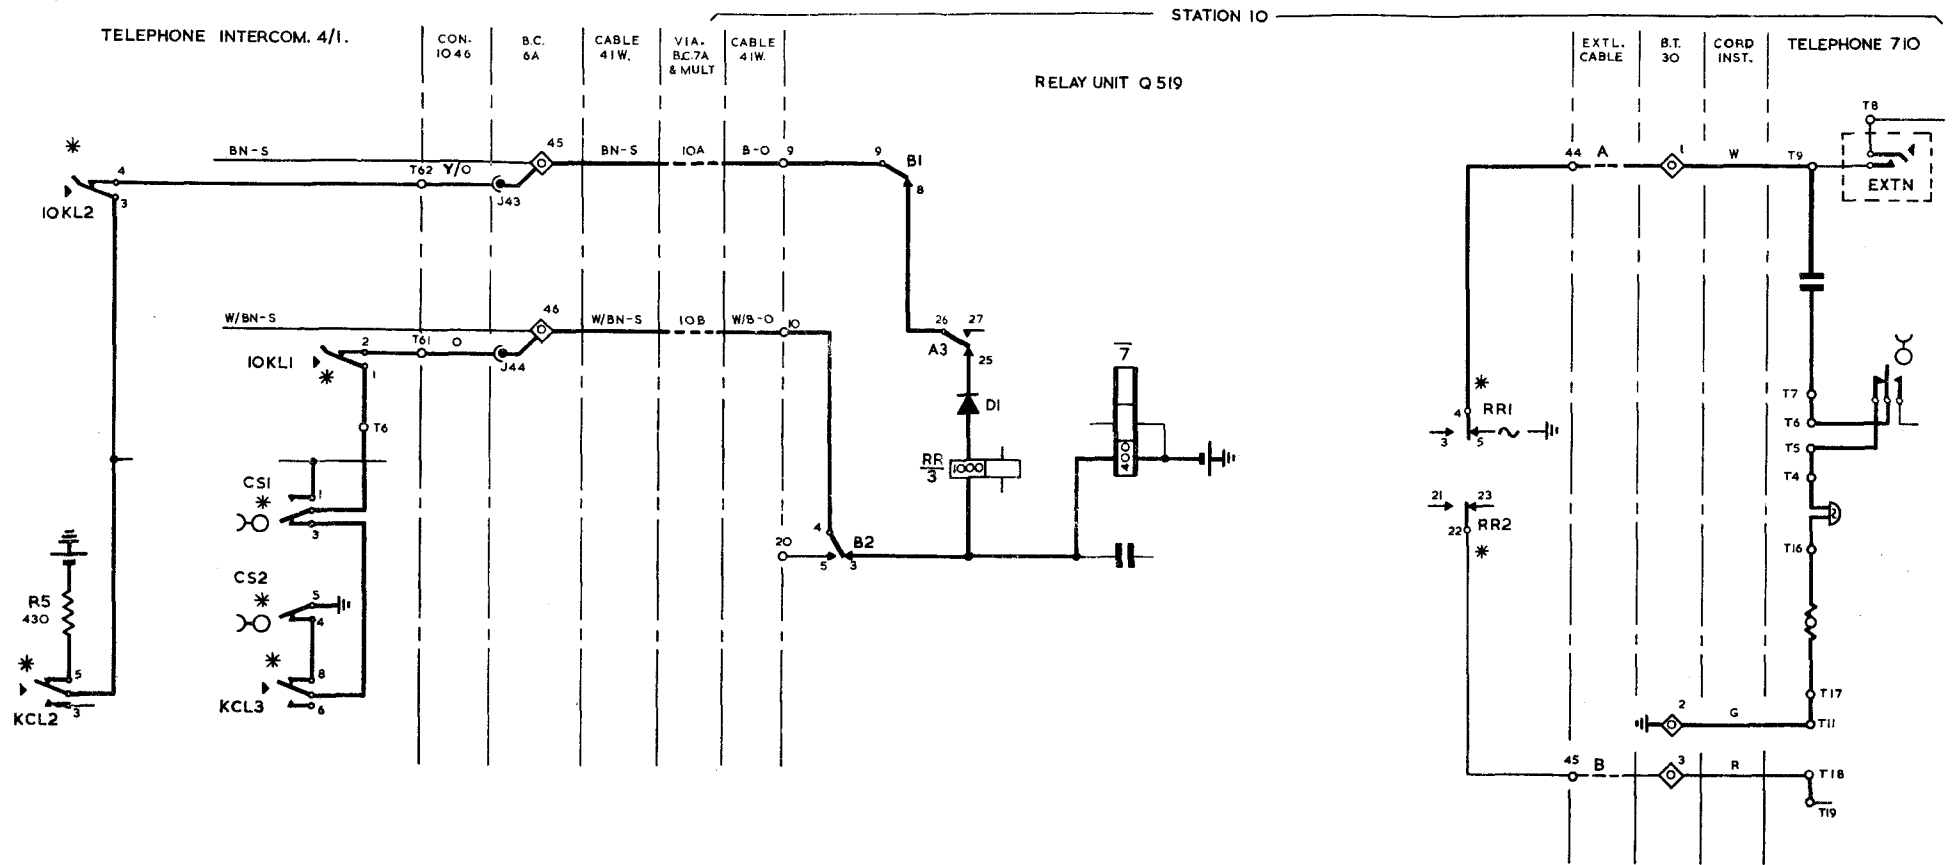 STATION 10
TELEPHONE INTERCOM. 4/1.
CON. 1046
B.C. 6A
CABLE 41W.
VIA. B.C.7A & MULT
CABLE 41W.
RELAY UNIT Q 519
EXTL. CABLE
B.T. 30
CORD INST.
TELEPHONE 710
T8
*
BN-S
45
BN-S
10A
B-O
9
9
B1
8
44
A
1
W
T9
EXTN
4
3
10KL2
T62
Y/O
J43
W/BN-S
46
W/BN-S
10B
W/B-O
10
26
27
A3
25
10KL1
*
2
1
T61
O
J44
7
D1
*
4
RR1
3
5
T7
T6
T5
T4
T6
RR
3
1000
400
CS1
*
1
3
21
23
22
RR2
*
T16
4
20
B2
5
3
CS2
*
5
4
R5
430
*
5
3
KCL2
*
8
6
KCL3
T17
2
G
T11
45
B
3
R
T18
T19